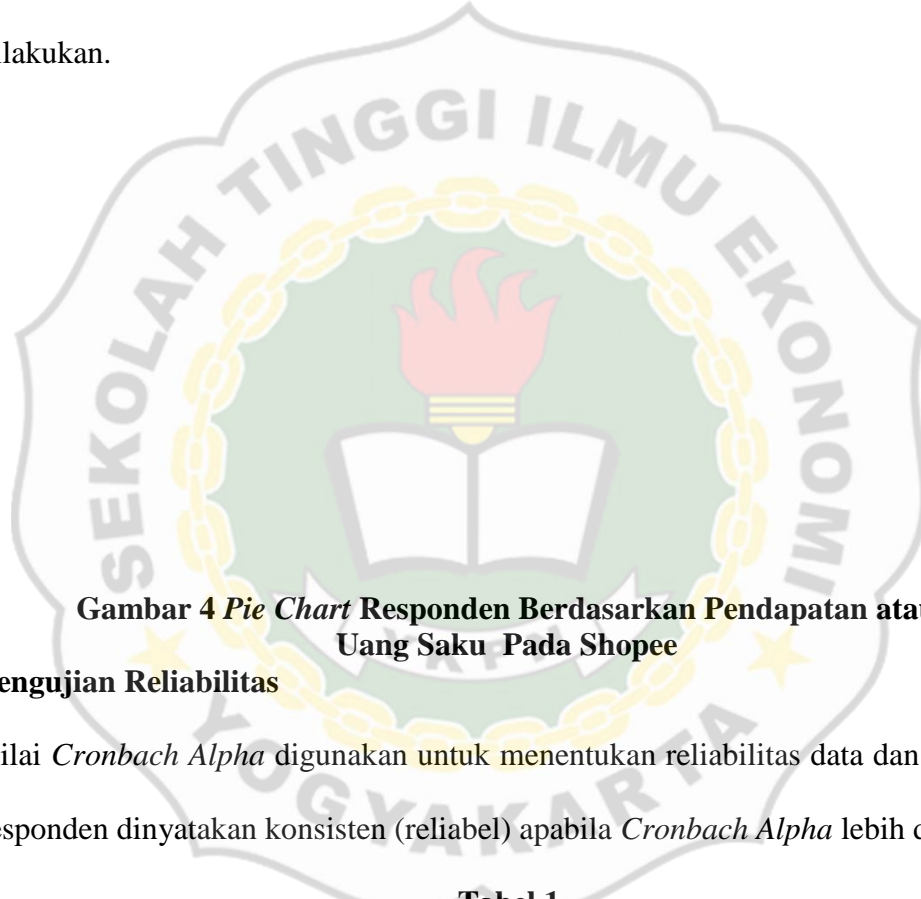 ilakukan.
SEKOLAH TINGGI ILMU EKONOMI
Gambar 4 Pie Chart Responden Berdasarkan Pendapatan atau
Uang Saku Pada Shopee
YKPN
engujian Reliabilitas
ilai Cronbach Alpha digunakan untuk menentukan reliabilitas data dan
esponden dinyatakan konsisten (reliabel) apabila Cronbach Alpha lebih d
YOGYAKARTA
Tabel 1